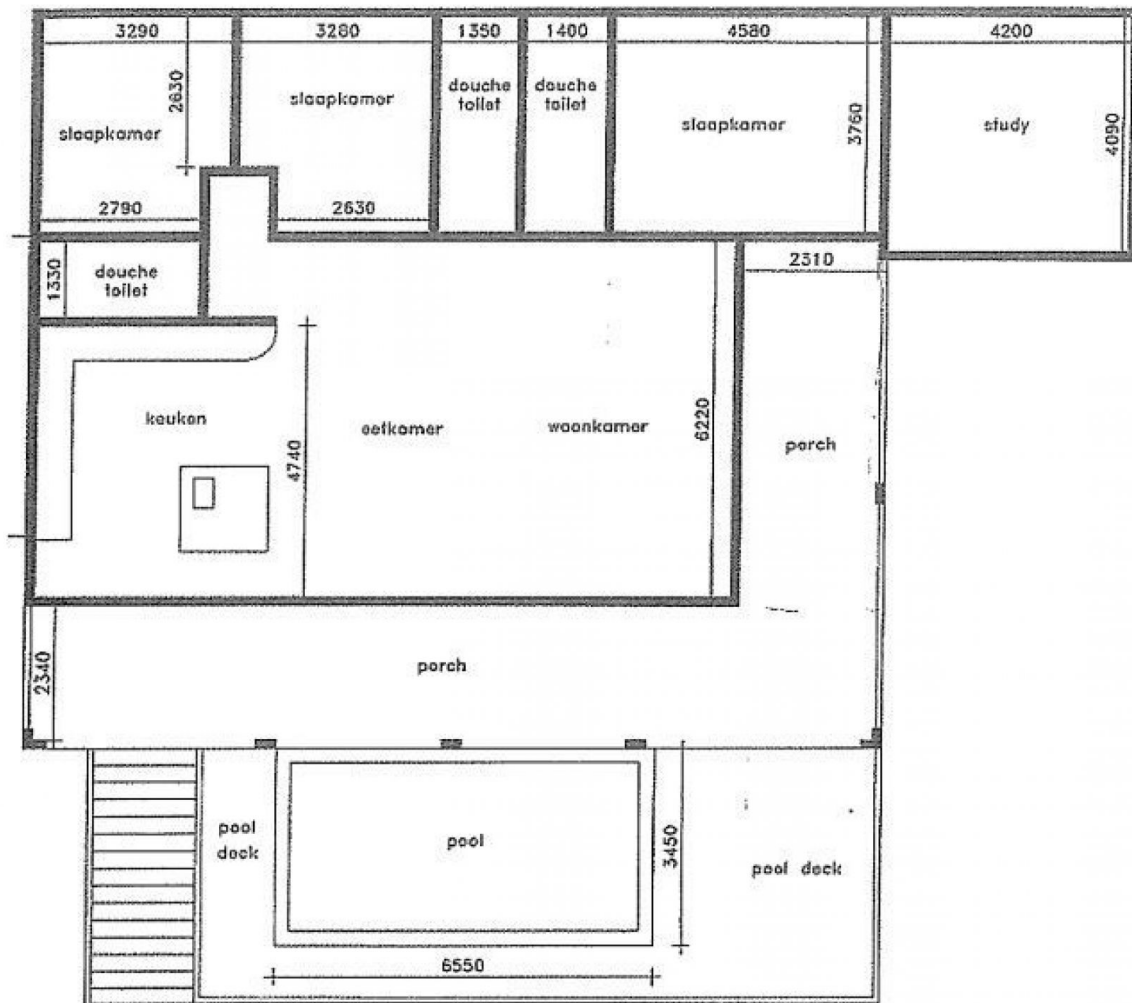 3290
3280
1350
1400
4580
4200
2630
slaapkamer
slaapkamer
douche
toilet
douche
toilet
slaapkamer
3760
study
4090
2790
2630
1330
douche
toilet
2310
keuken
eetkamer
woonkamer
4740
6220
porch
2340
porch
pool
deck
pool
3450
pool deck
6550